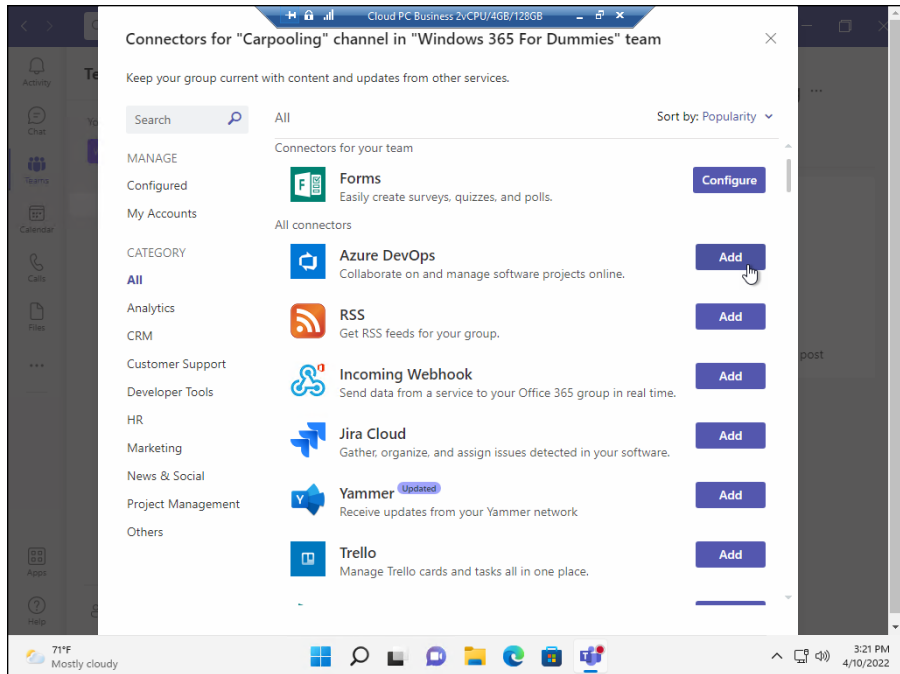 Cloud PC Business 2vCPU/4GB/128GB
Connectors for "Carpooling" channel in "Windows 365 For Dummies" team
Keep your group current with content and updates from other services.
Activity
Chat
Teams
Calendar
Calls
Files
Apps
Help
Te
Yo
Search
MANAGE
Configured
My Accounts
CATEGORY
All
Analytics
CRM
Customer Support
Developer Tools
HR
Marketing
News & Social
Project Management
Others
All
Sort by: Popularity
Connectors for your team
Forms
Easily create surveys, quizzes, and polls.
Configure
All connectors
Azure DevOps
Collaborate on and manage software projects online.
Add
RSS
Get RSS feeds for your group.
Add
Incoming Webhook
Send data from a service to your Office 365 group in real time.
Add
Jira Cloud
Gather, organize, and assign issues detected in your software.
Add
Yammer Updated
Receive updates from your Yammer network
Add
Trello
Manage Trello cards and tasks all in one place.
Add
post
71°F
Mostly cloudy
3:21 PM
4/10/2022